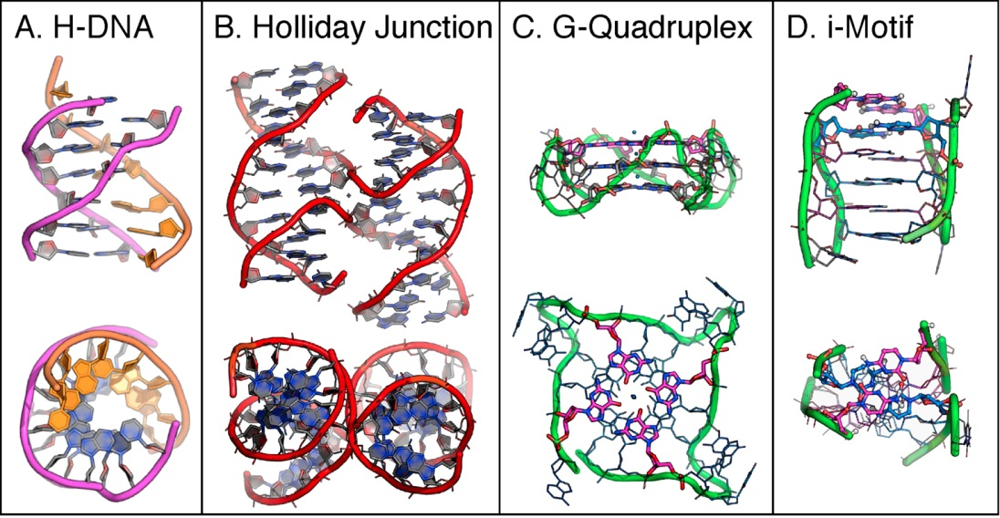 A. H-DNA
B. Holliday Junction
C. G-Quadruplex
D. i-Motif